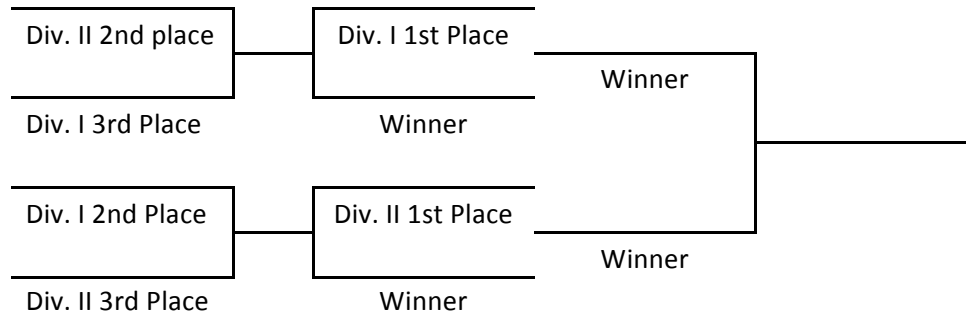 Div. II 2nd place
Div. I 1st Place
Winner
Div. I 3rd Place
Winner
Div. I 2nd Place
Div. II 1st Place
Winner
Div. II 3rd Place
Winner